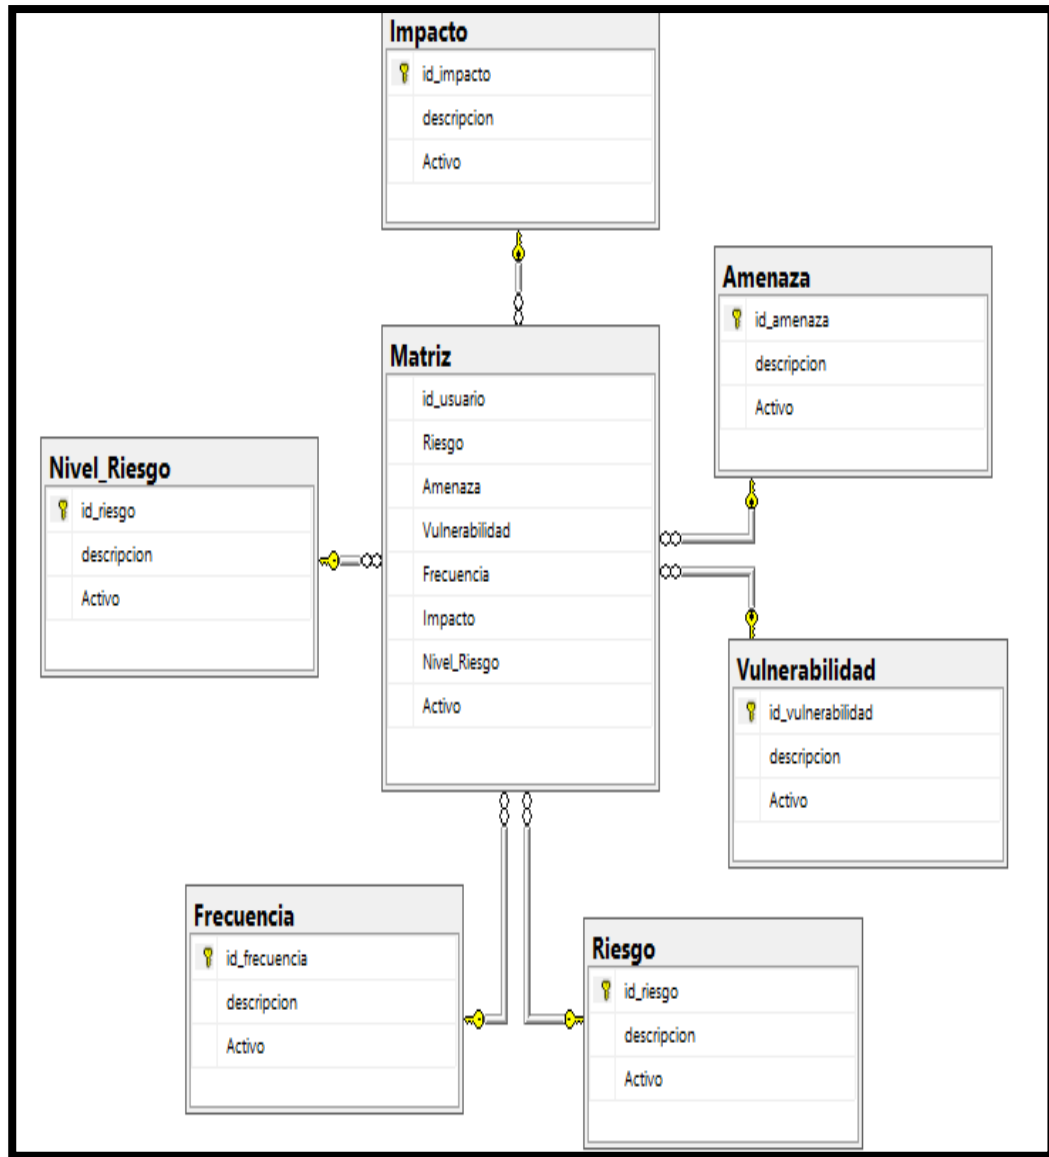 Impacto
id_impacto
descripcion
Activo
Amenaza
id_amenaza
descripcion
Activo
Matriz
id_usuario
Riesgo
Amenaza
Vulnerabilidad
Frecuencia
Impacto
Nivel_Riesgo
Activo
Nivel_Riesgo
id_riesgo
descripcion
Activo
Vulnerabilidad
id_vulnerabilidad
descripcion
Activo
Frecuencia
id_frecuencia
descripcion
Activo
Riesgo
id_riesgo
descripcion
Activo